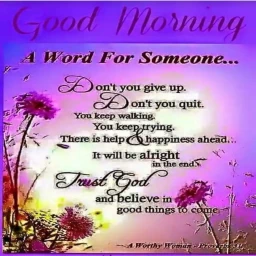 Good Morning
A Word For Someone...
Don't you give up.
Don't you quit.
You keep walking.
You keep trying.
There is help & happiness ahead...
It will be alright
in the end.
Trust God
and believe in
good things to come.
~ A Worthy Woman -